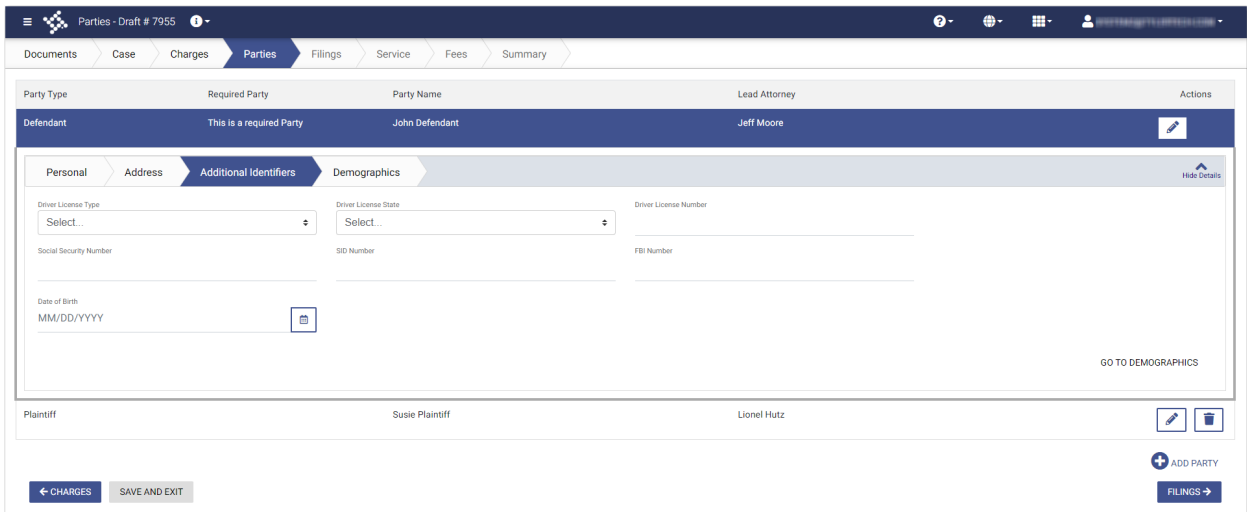 Parties - Draft # 7955
Documents Case Charges Parties Filings Service Fees Summary
Party Type Required Party Party Name Lead Attorney Actions
Defendant This is a required Party John Defendant Jeff Moore
Personal Address Additional Identifiers Demographics Hide Details
Driver License Type Driver License State Driver License Number
Select... Select...
Social Security Number SID Number FBI Number
Date of Birth
MM/DD/YYYY
GO TO DEMOGRAPHICS
Plaintiff Susie Plaintiff Lionel Hutz
ADD PARTY
CHARGES SAVE AND EXIT FILINGS